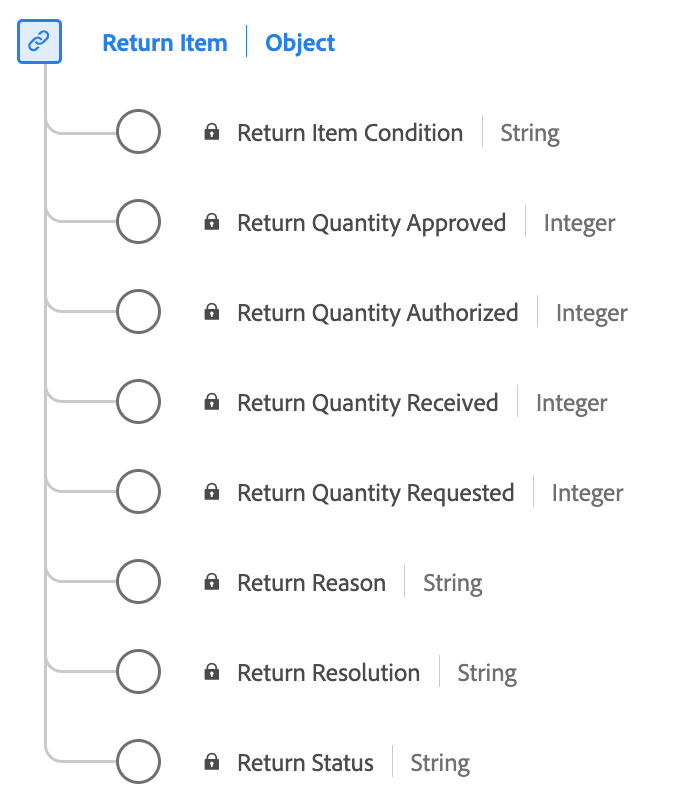 Return Item Object
Return Item Condition String
Return Quantity Approved Integer
Return Quantity Authorized Integer
Return Quantity Received Integer
Return Quantity Requested Integer
Return Reason String
Return Resolution String
Return Status String